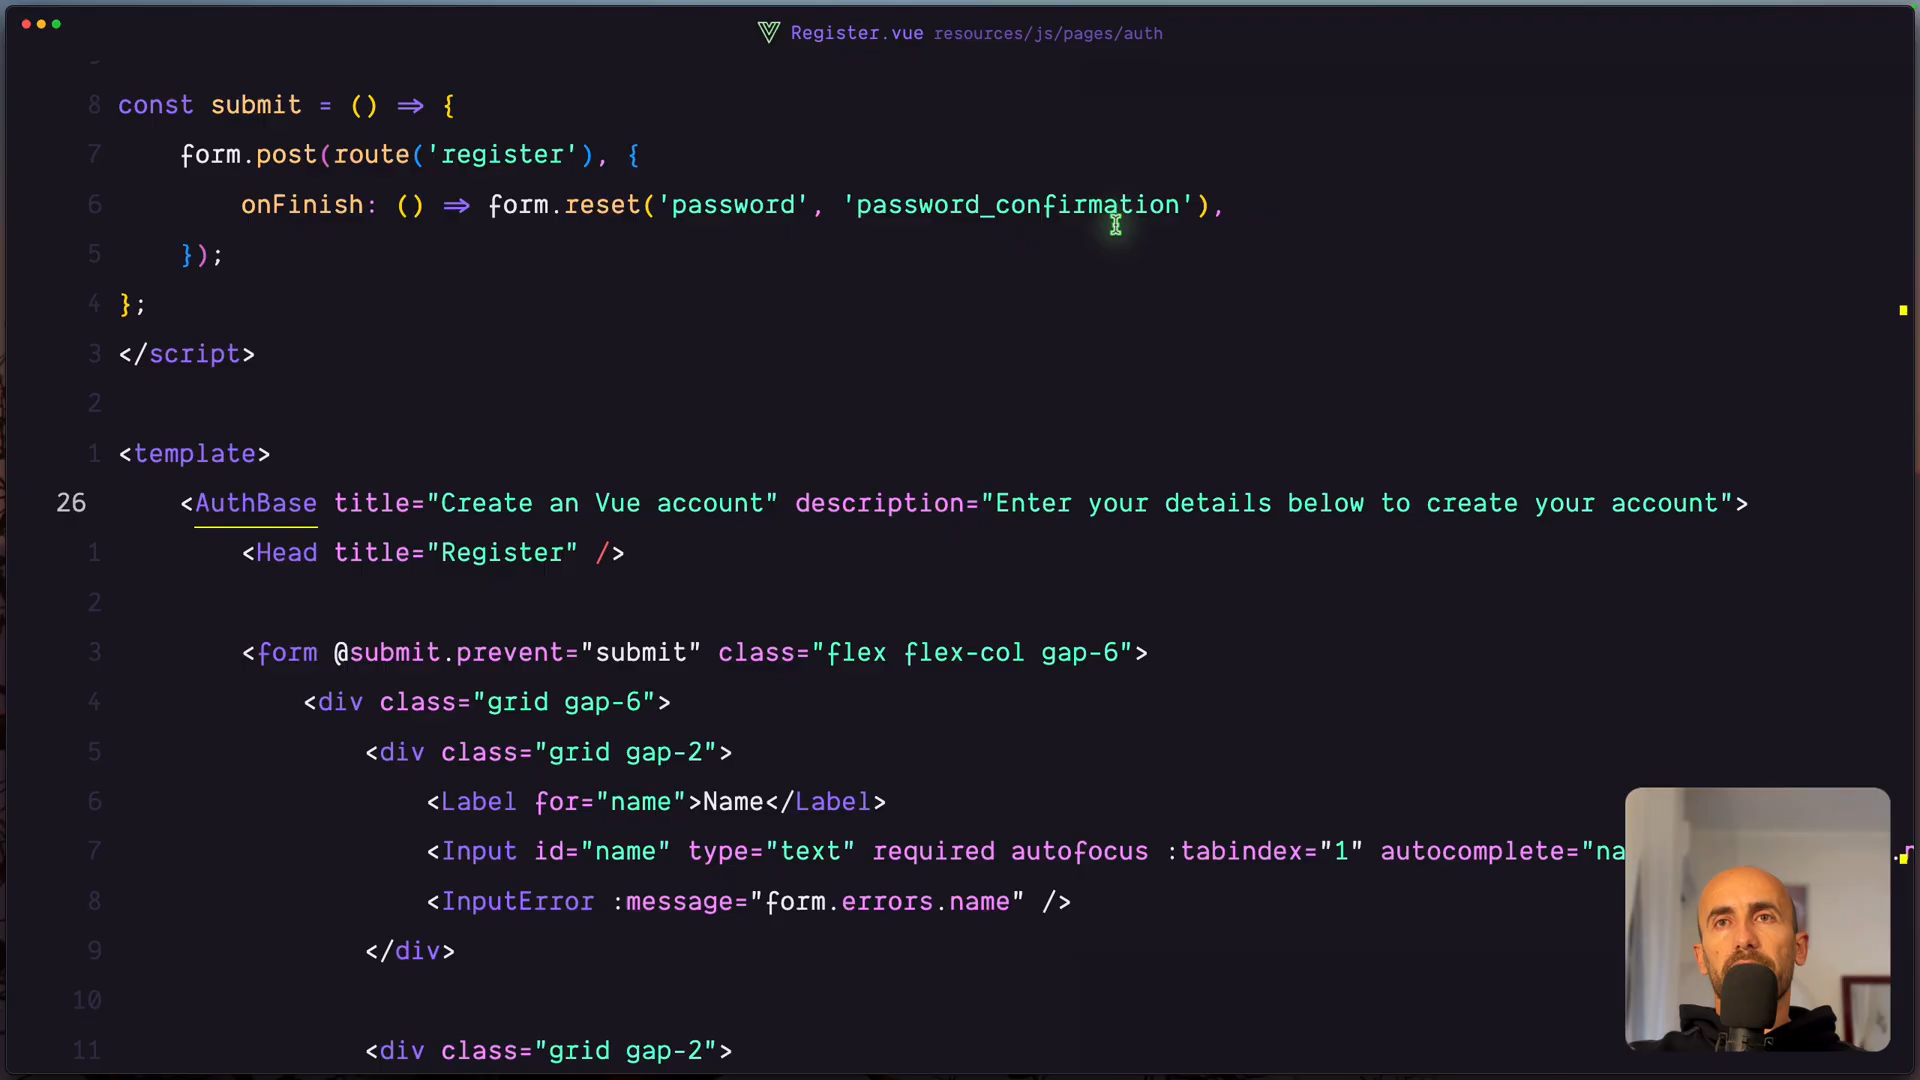 Register.vue resources/js/pages/auth
8 const submit = () => {
7 form.post(route('register'), {
6 onFinish: () => form.reset('password', 'password_confirmation'),
5 });
4 };
3 </script>
2
1 <template>
26 <AuthBase title="Create an Vue account" description="Enter your details below to create your account">
1 <Head title="Register" />
2
3 <form @submit.prevent="submit" class="flex flex-col gap-6">
4 <div class="grid gap-6">
5 <div class="grid gap-2">
6 <Label for="name">Name</Label>
7 <Input id="name" type="text" required autofocus :tabindex="1" autocomplete="na
8 <InputError :message="form.errors.name" />
9 </div>
10
11 <div class="grid gap-2">